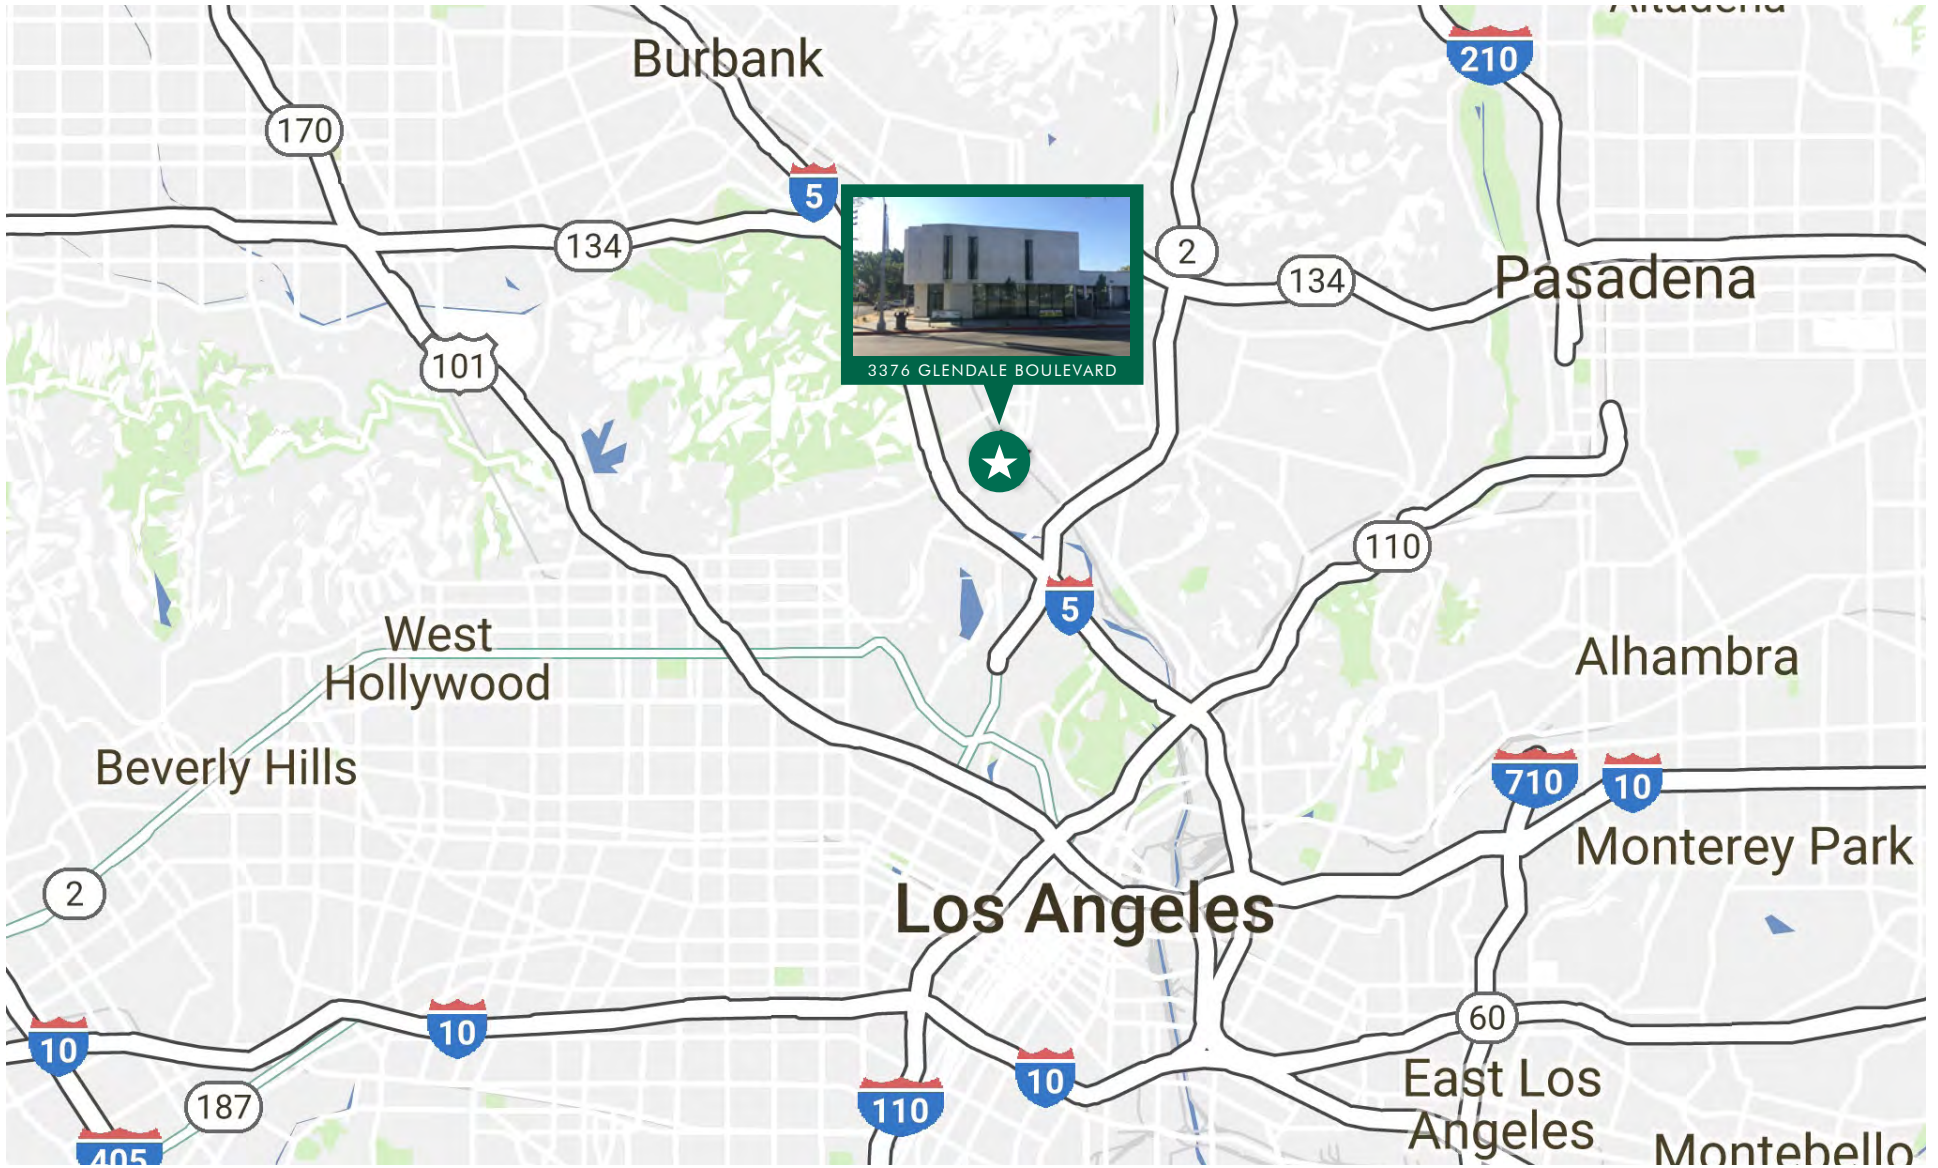 Altadena
Burbank
210
170
5
134
2
134
Pasadena
101
3376 GLENDALE BOULEVARD
110
5
West
Hollywood
Alhambra
Beverly Hills
710
10
Monterey Park
2
Los Angeles
60
10
10
10
110
East Los
Angeles
187
405
Montebello